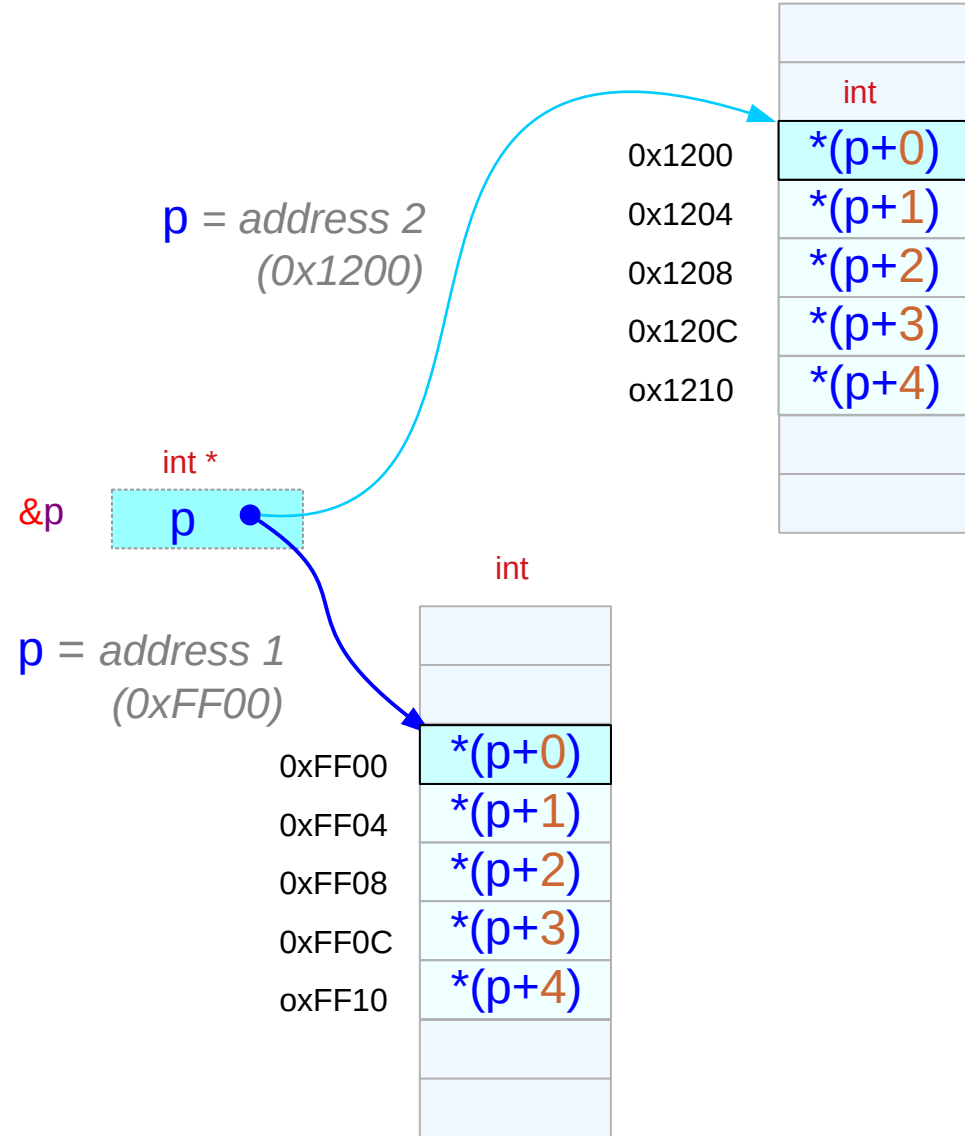 int
0x1200 *(p+0)
0x1204 *(p+1)
0x1208 *(p+2)
0x120C *(p+3)
ox1210 *(p+4)
p = address 2
(0x1200)
int *
&p p
int
p = address 1
(0xFF00)
0xFF00 *(p+0)
0xFF04 *(p+1)
0xFF08 *(p+2)
0xFF0C *(p+3)
oxFF10 *(p+4)